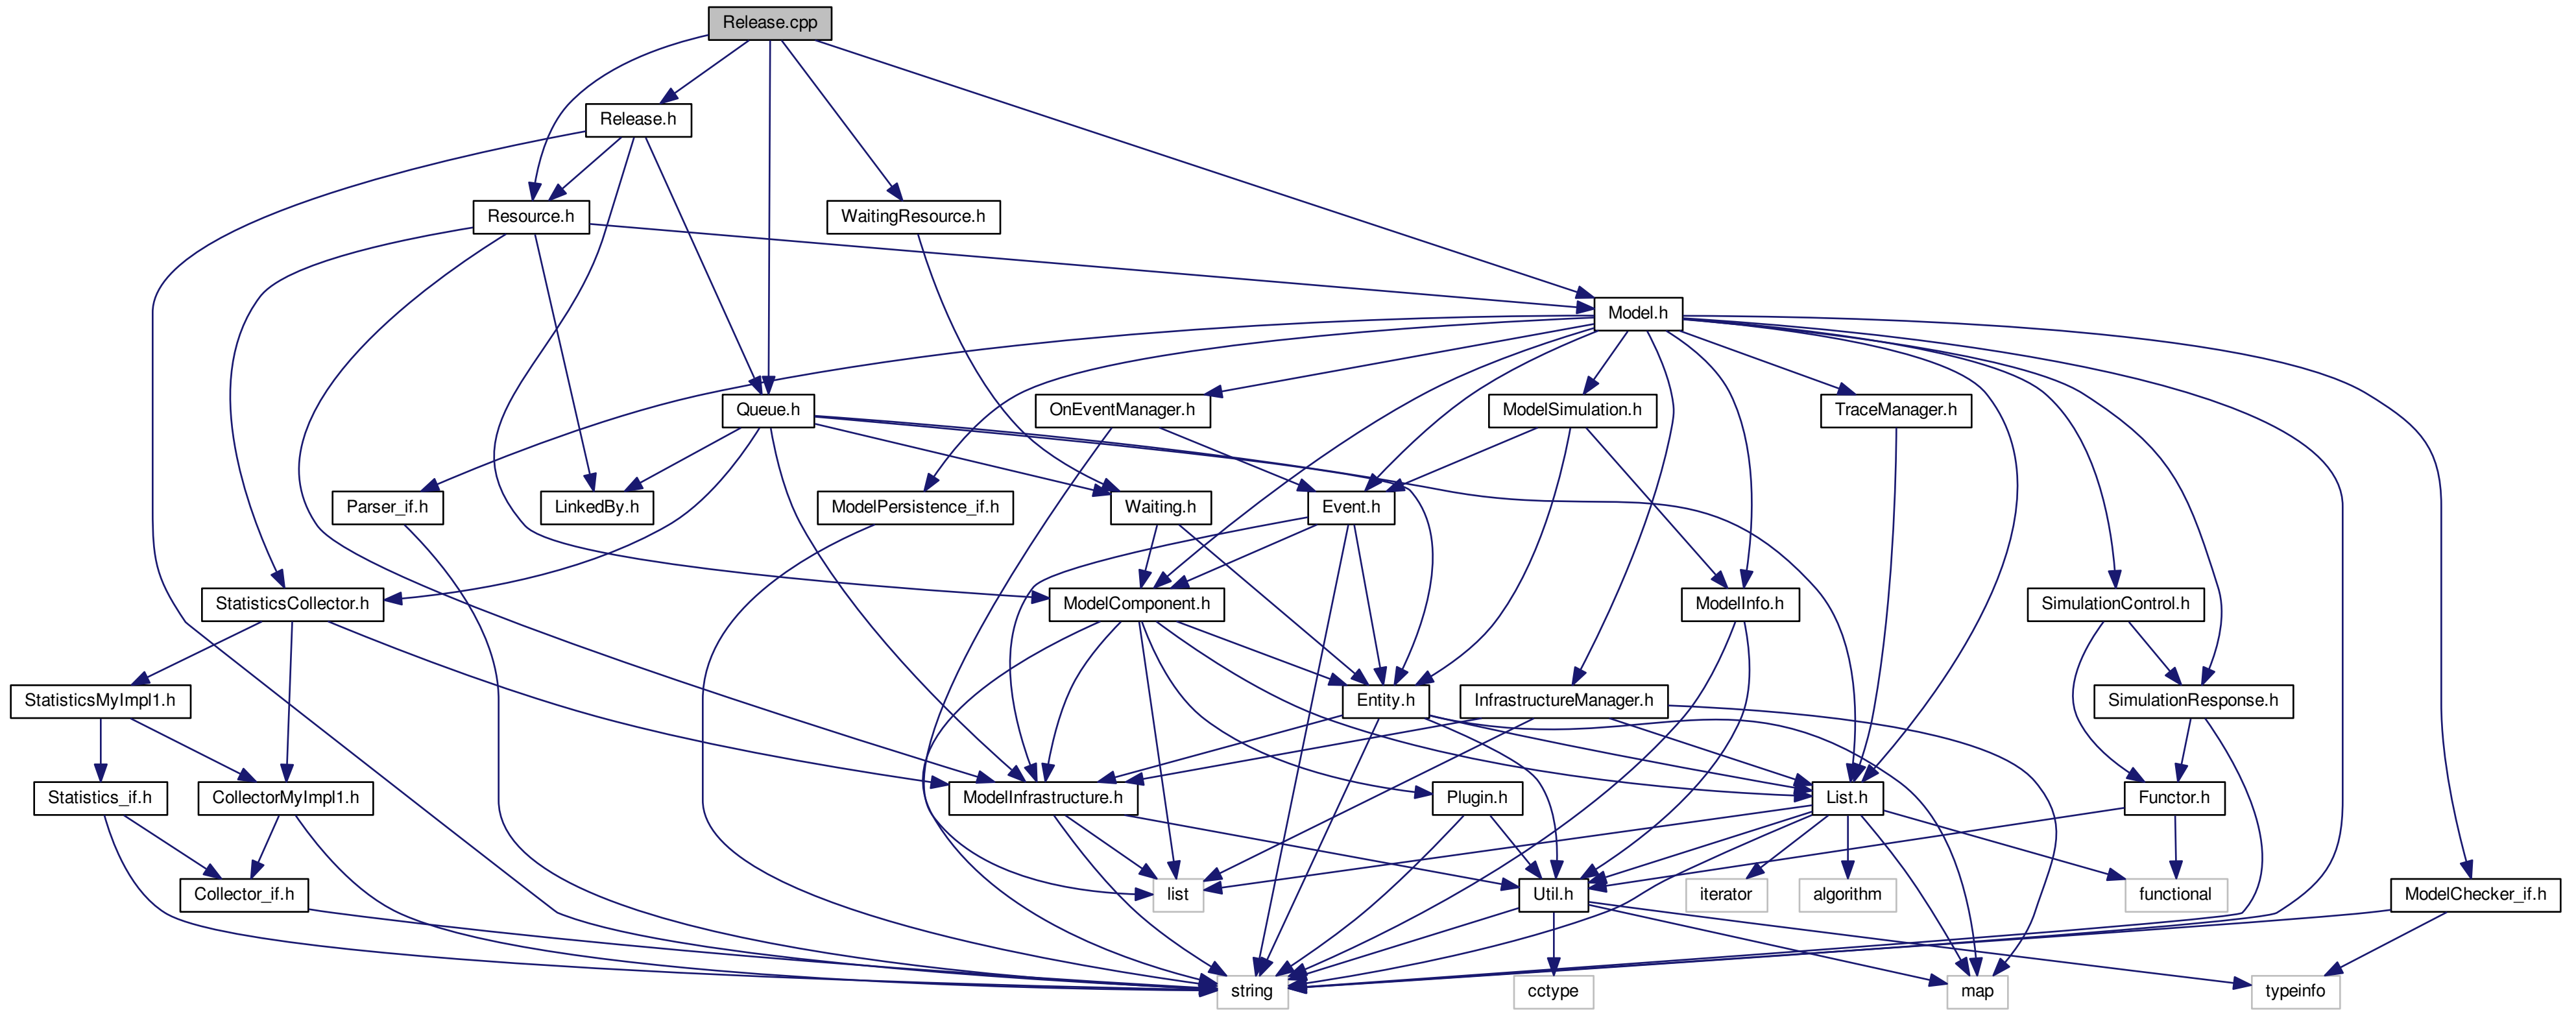 Release.cpp
Release.h
Resource.h
WaitingResource.h
Model.h
Queue.h
OnEventManager.h
ModelSimulation.h
TraceManager.h
Parser_if.h
LinkedBy.h
ModelPersistence_if.h
Waiting.h
Event.h
StatisticsCollector.h
ModelComponent.h
ModelInfo.h
SimulationControl.h
StatisticsMyImpl1.h
Entity.h
InfrastructureManager.h
SimulationResponse.h
Statistics_if.h
CollectorMyImpl1.h
ModelInfrastructure.h
Plugin.h
List.h
Functor.h
Collector_if.h
list
Util.h
iterator
algorithm
functional
ModelChecker_if.h
string
cctype
map
typeinfo